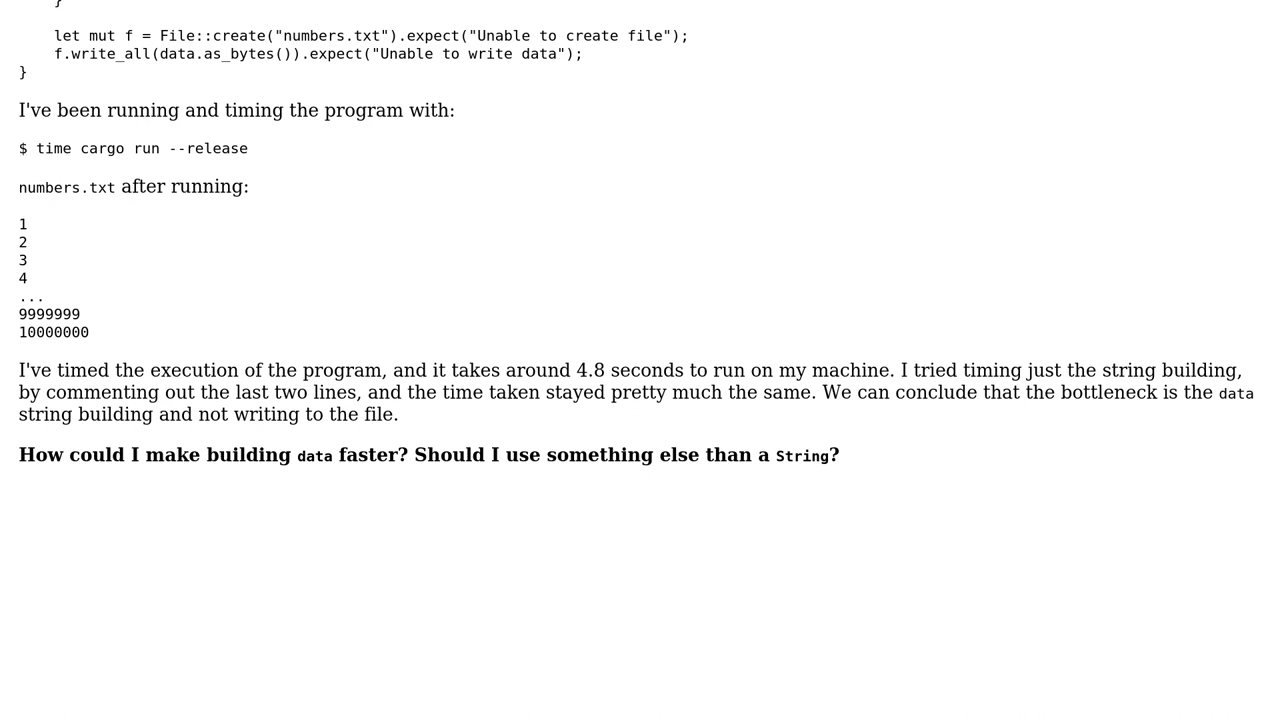 }
let mut f = File::create("numbers.txt").expect("Unable to create file");
f.write_all(data.as_bytes()).expect("Unable to write data");
}
I've been running and timing the program with:
$ time cargo run --release
numbers.txt after running:
1
2
3
4
...
9999999
10000000
I've timed the execution of the program, and it takes around 4.8 seconds to run on my machine. I tried timing just the string building,
by commenting out the last two lines, and the time taken stayed pretty much the same. We can conclude that the bottleneck is the data
string building and not writing to the file.
How could I make building data faster? Should I use something else than a String?